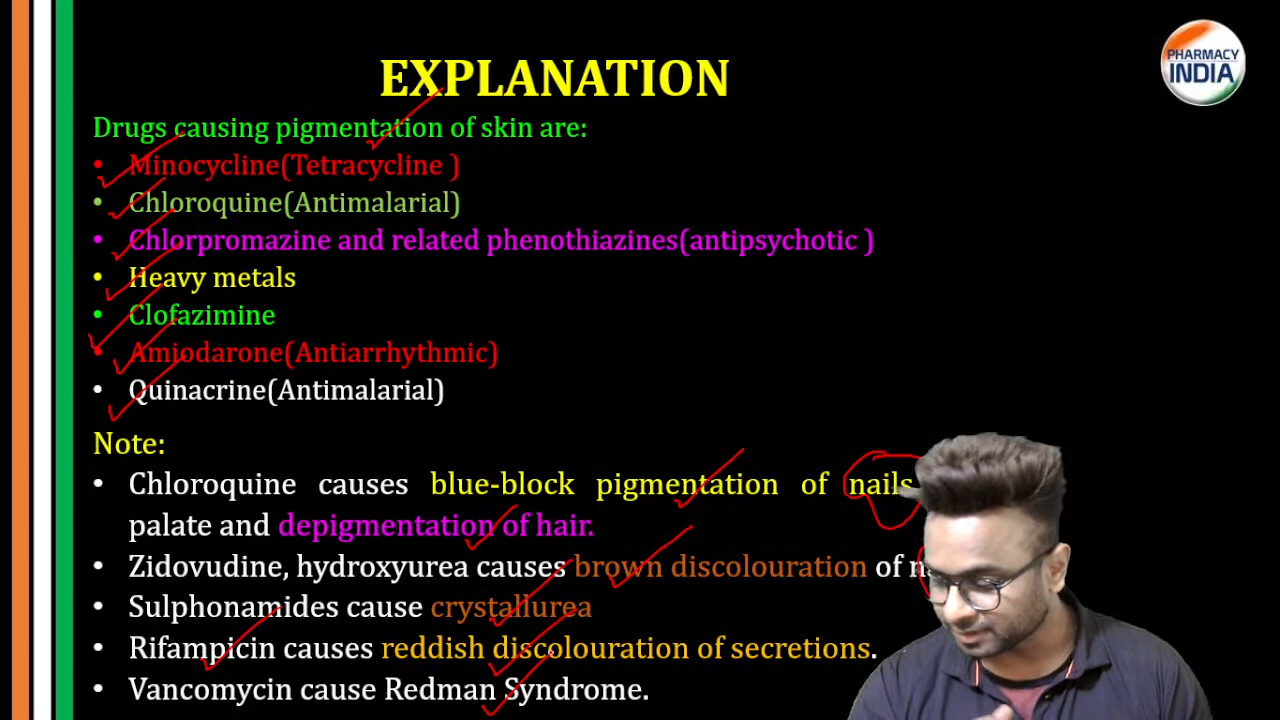 PHARMACY
INDIA
EXPLANATION
Drugs causing pigmentation of skin are:
• Minocycline(Tetracycline )
• Chloroquine(Antimalarial)
• Chlorpromazine and related phenothiazines(antipsychotic )
• Heavy metals
• Clofazimine
• Amiodarone(Antiarrhythmic)
• Quinacrine(Antimalarial)
Note:
• Chloroquine causes blue-block pigmentation of nails
palate and depigmentation of hair.
• Zidovudine, hydroxyurea causes brown discolouration of
• Sulphonamides cause crystallurea
• Rifampicin causes reddish discolouration of secretions.
• Vancomycin cause Redman Syndrome.